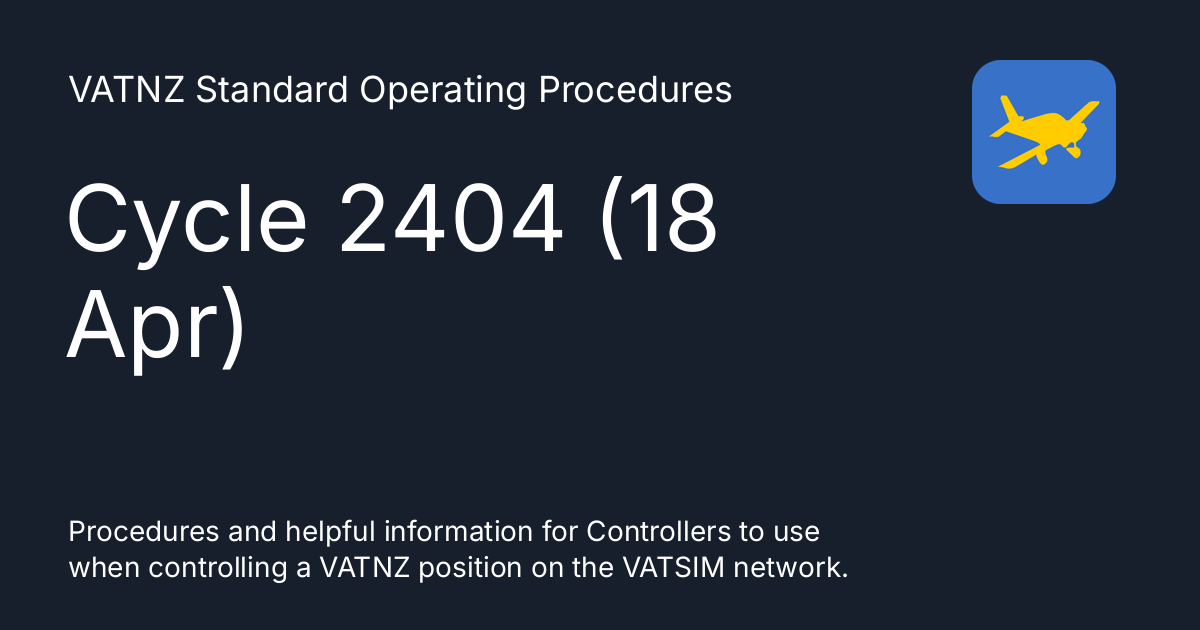 VATNZ Standard Operating Procedures
Cycle 2404 (18
Apr)
Procedures and helpful information for Controllers to use
when controlling a VATNZ position on the VATSIM network.